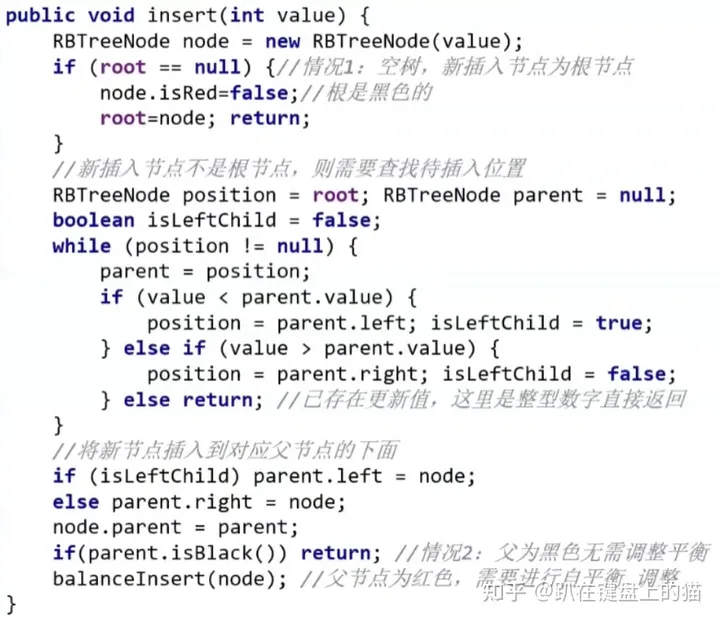 public void insert(int value) {
    RBTreeNode node = new RBTreeNode(value);
    if (root == null) {//情况1：空树，新插入节点为根节点
        node.isRed=false;//根是黑色的
        root=node; return;
    }
    //新插入节点不是根节点，则需要查找待插入位置
    RBTreeNode position = root; RBTreeNode parent = null;
    boolean isLeftChild = false;
    while (position != null) {
        parent = position;
        if (value < parent.value) {
            position = parent.left; isLeftChild = true;
        } else if (value > parent.value) {
            position = parent.right; isLeftChild = false;
        } else return; //已存在更新值，这里是整型数字直接返回
    }
    //将新节点插入到对应父节点的下面
    if (isLeftChild) parent.left = node;
    else parent.right = node;
    node.parent = parent;
    if(parent.isBlack()) return; //情况2：父为黑色无需调整平衡
    balanceInsert(node); //父节点为红色，需要进行自平衡 调整
}
知乎 @趴在键盘上的猫